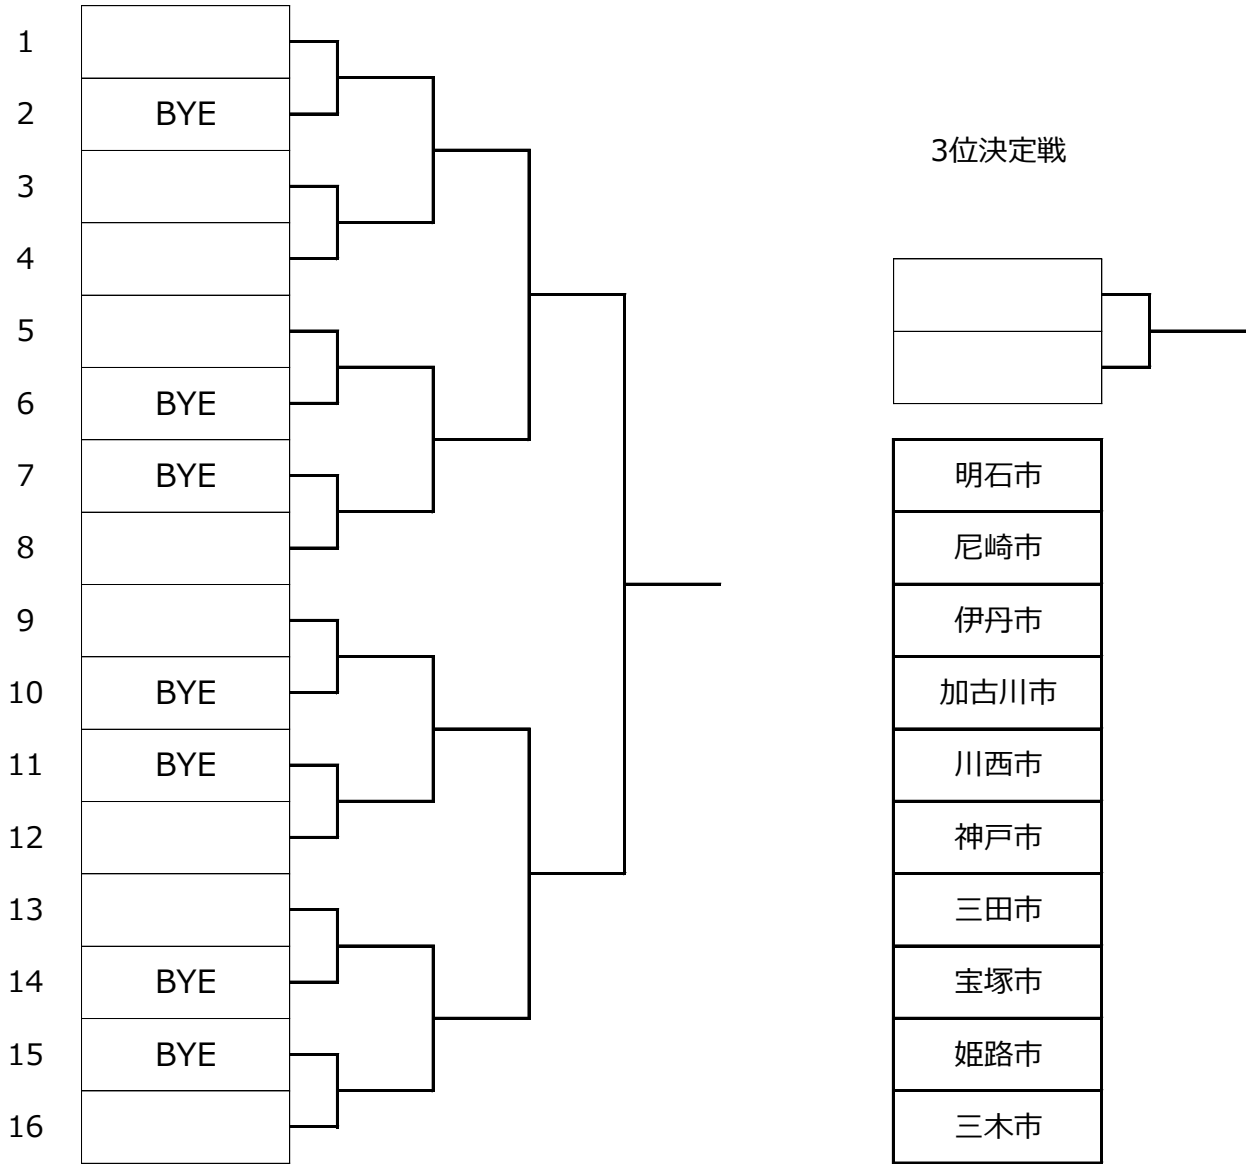 1
2 BYE
3
4
5
6 BYE
7 BYE
8
9
10 BYE
11 BYE
12
13
14 BYE
15 BYE
16
3位決定戦
明石市
尼崎市
伊丹市
加古川市
川西市
神戸市
三田市
宝塚市
姫路市
三木市